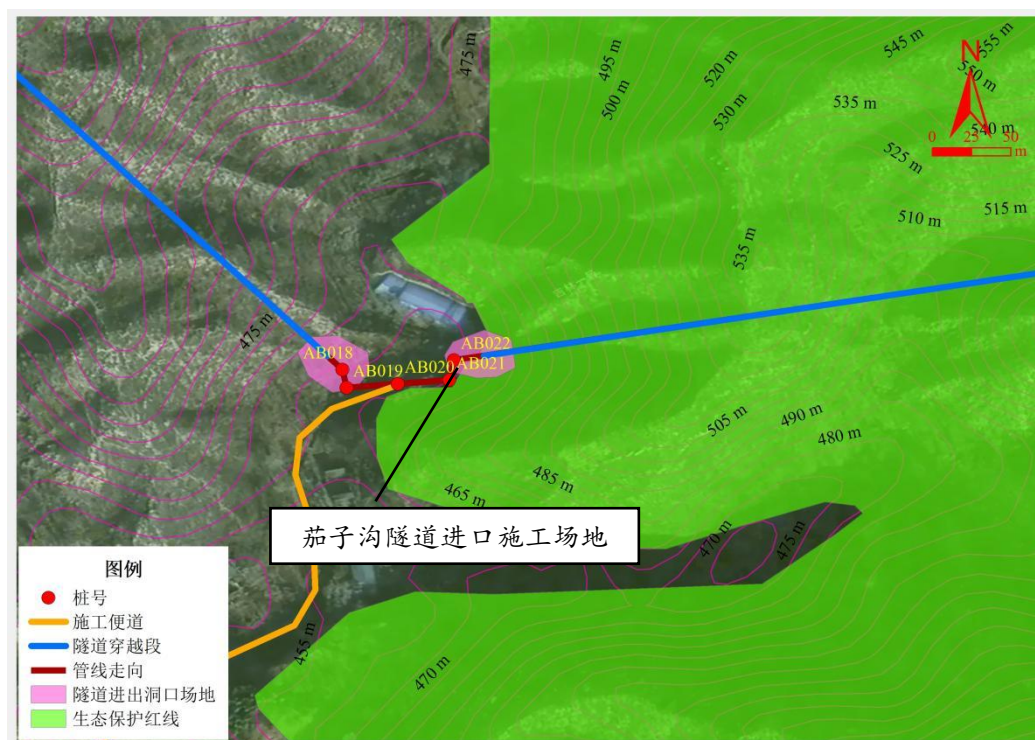 475 m
495 m
500 m
520 m
530 m
545 m
555 m
550 m
535 m
540 m
525 m
510 m
515 m
535 m
N
0 25 50
m
475 m
AB018
AB019
AB020
AB021
AB022
505 m
490 m
480 m
485 m
465 m
470 m
475 m
茄子沟隧道进口施工场地
455 m
470 m
图例
桩号
施工便道
隧道穿越段
管线走向
隧道进出洞口场地
生态保护红线